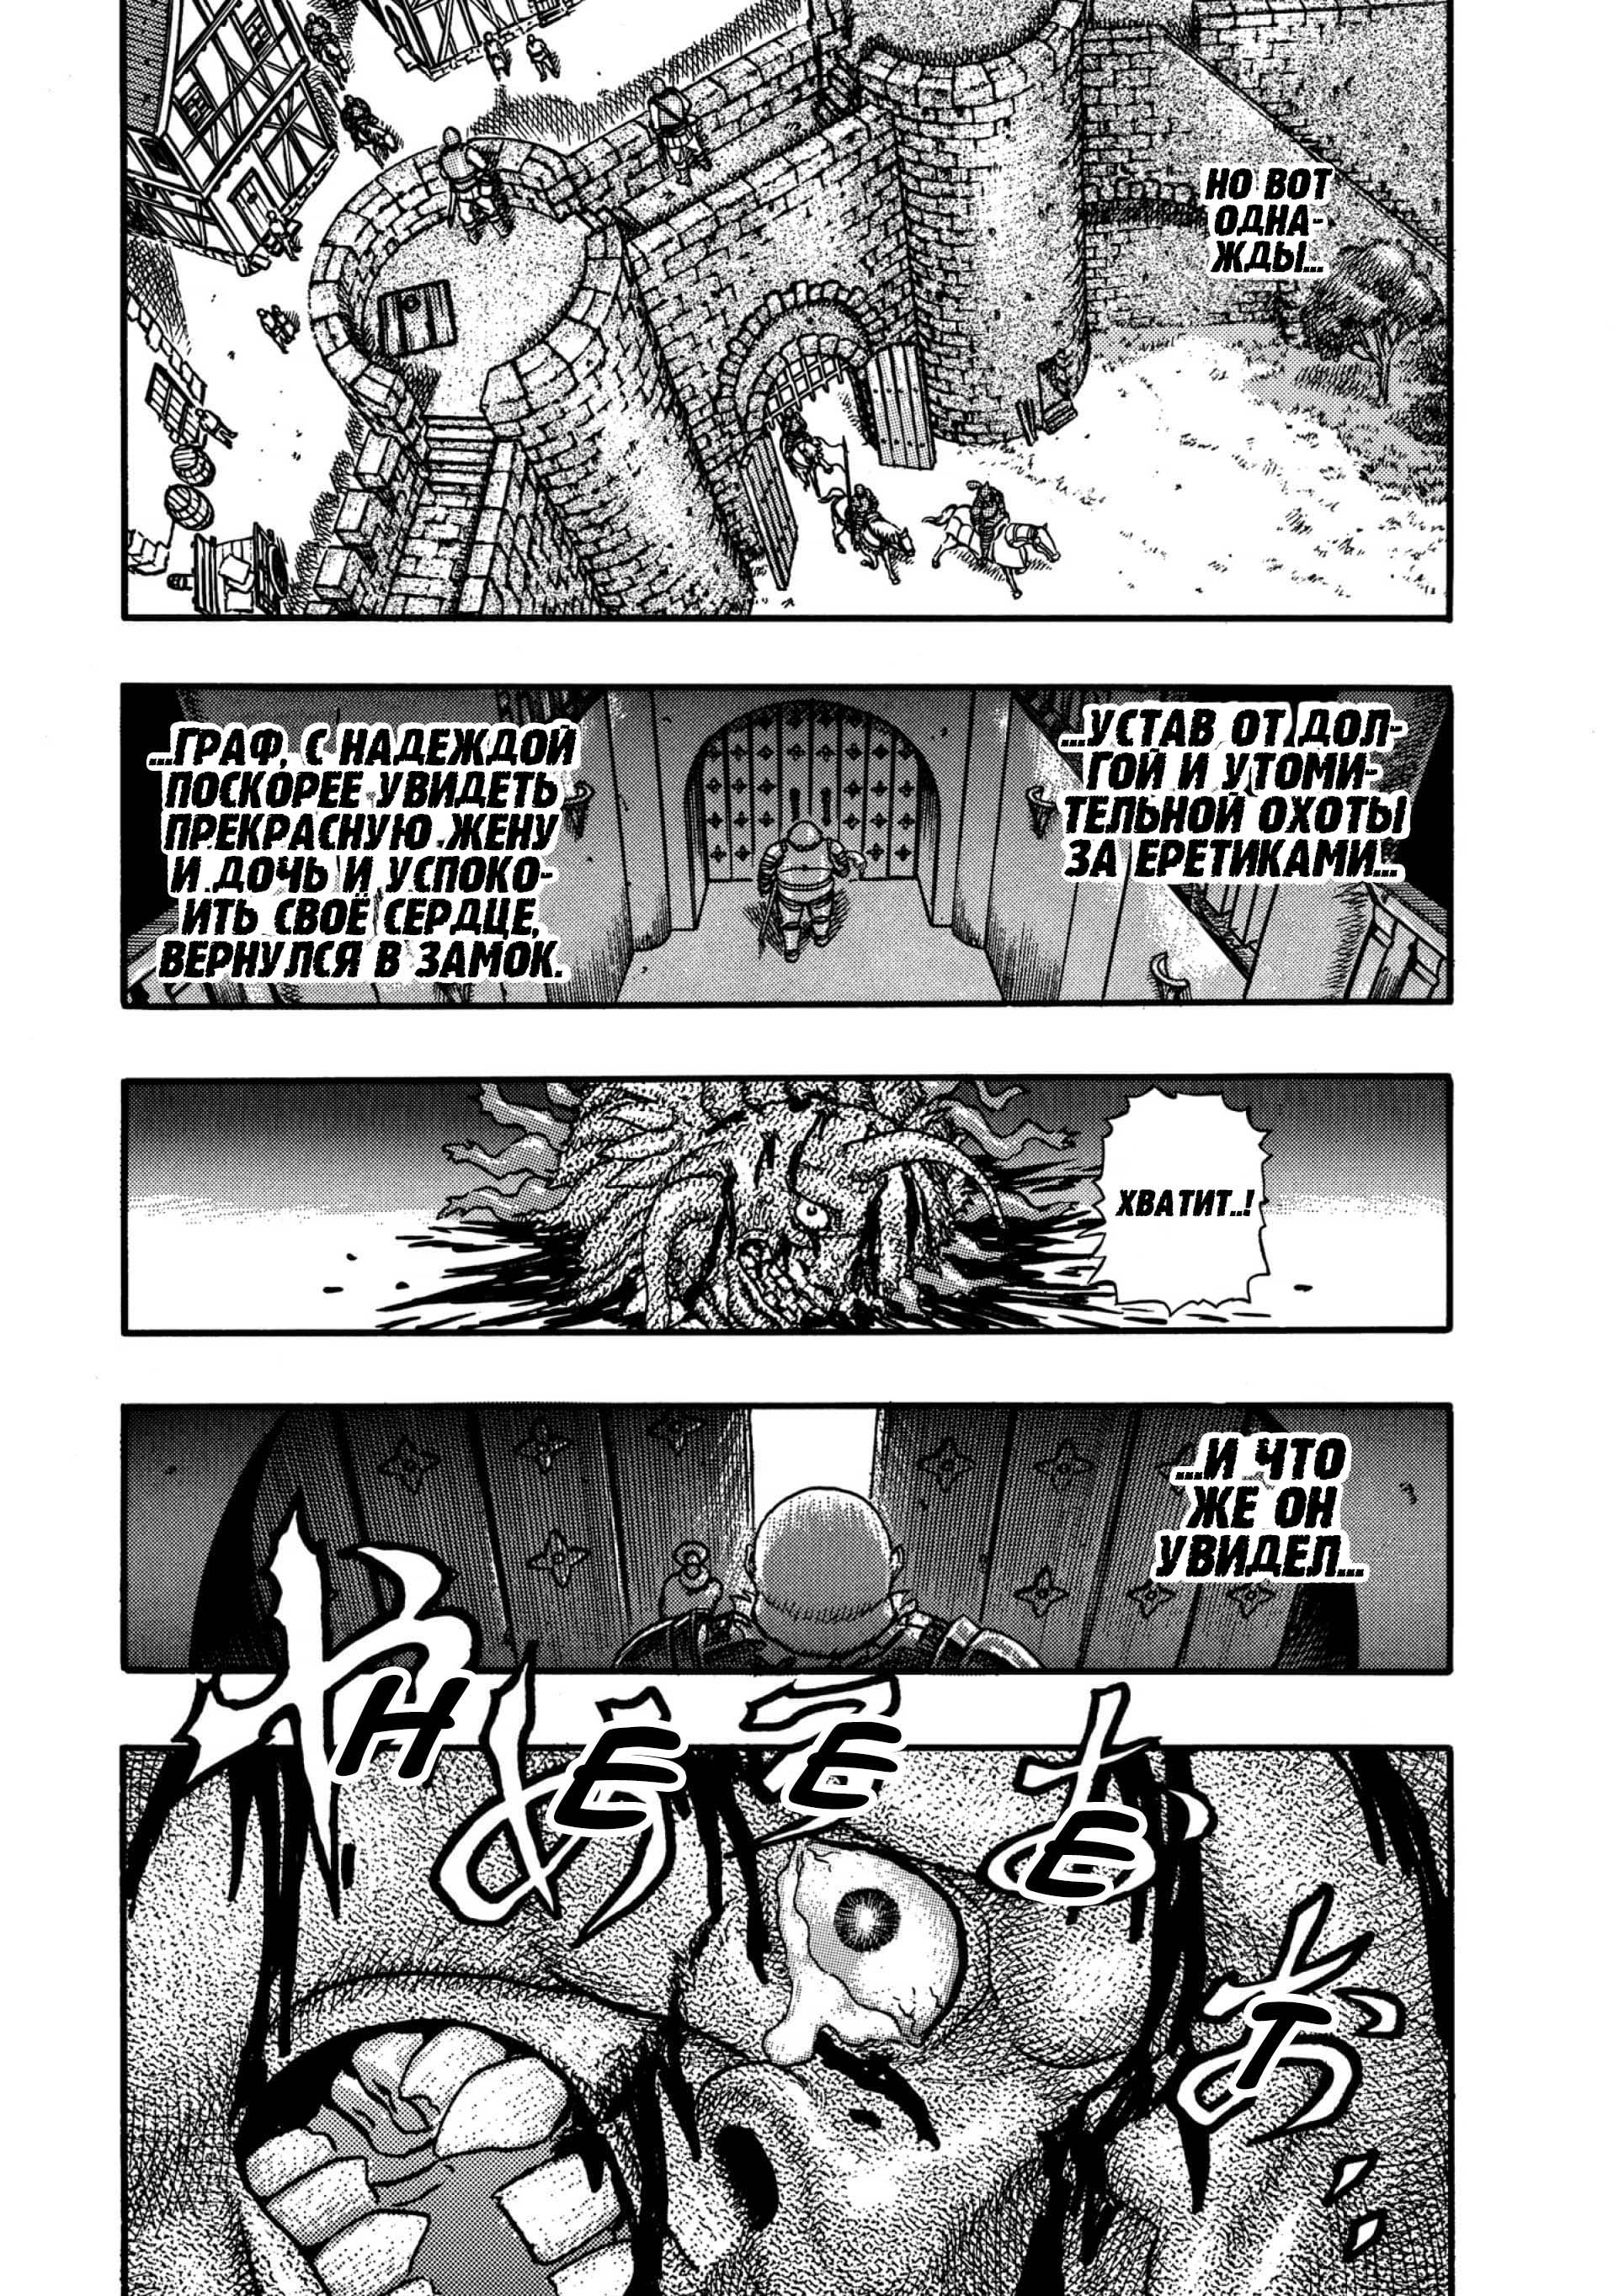 НО ВОТ
ОДНА-
ЖДЫ...
...УСТАВ ОТ ДОЛ-
ГОЙ И УТОМИ-
ТЕЛЬНОЙ ОХОТЫ
ЗА ЕРЕТИКАМИ...
...ГРАФ, С НАДЕЖДОЙ
ПОСКОРЕЕ УВИДЕТЬ
ПРЕКРАСНУЮ ЖЕНУ
И ДОЧЬ И УСПОКО-
ИТЬ СВОЁ СЕРДЦЕ,
ВЕРНУЛСЯ В ЗАМОК.
ХВАТИТ..!
...И ЧТО
ЖЕ ОН
УВИДЕЛ...
НЕЕЕТ